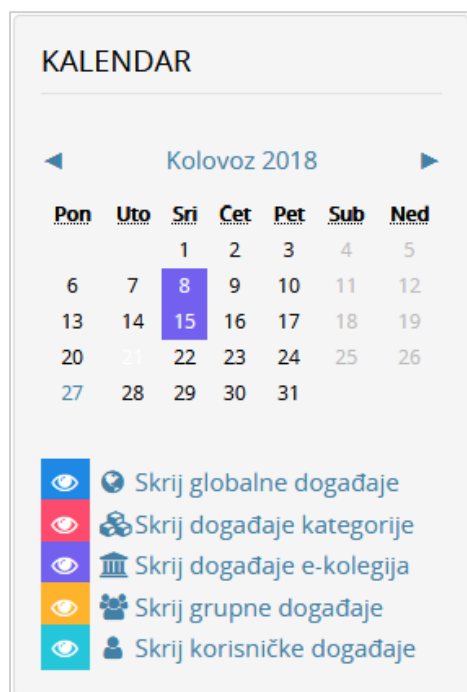 KALENDAR
◄ Kolovoz 2018 ►
Pon Uto Sri Čet Pet Sub Ned
1 2 3 4 5
6 7 8 9 10 11 12
13 14 15 16 17 18 19
20 21 22 23 24 25 26
27 28 29 30 31
Skrij globalne događaje
Skrij događaje kategorije
Skrij događaje e-kolegija
Skrij grupne događaje
Skrij korisničke događaje